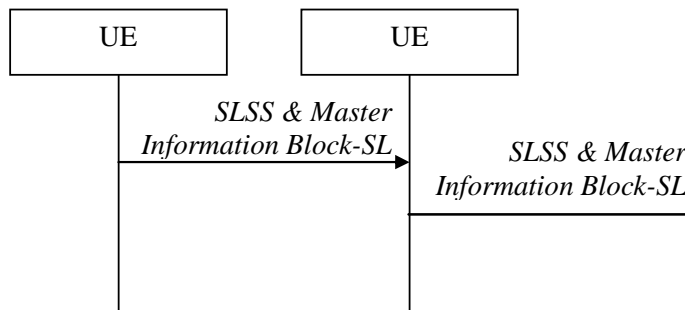 UE
UE
SLSS & Master
Information Block-SL
SLSS & Master
Information Block-SL